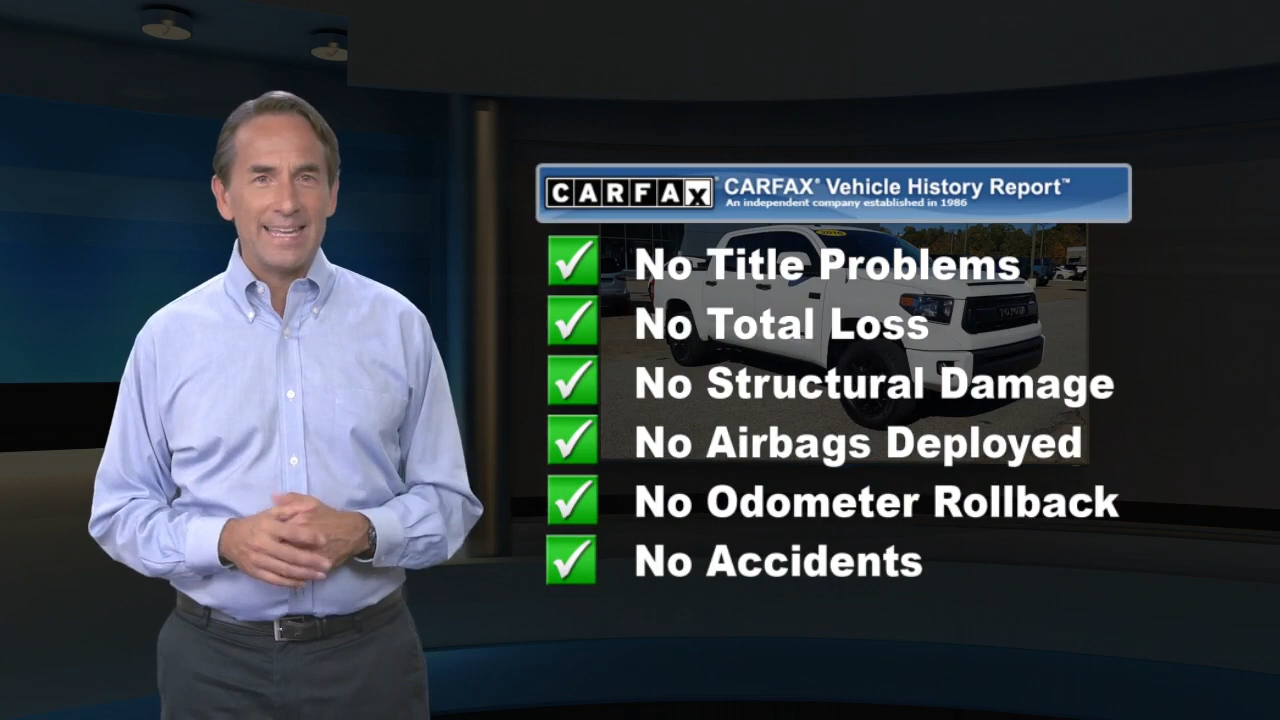 CARFAX® CARFAX® Vehicle History Report™
An independent company established in 1986
No Title Problems
No Total Loss
No Structural Damage
No Airbags Deployed
No Odometer Rollback
No Accidents
TOYOTA